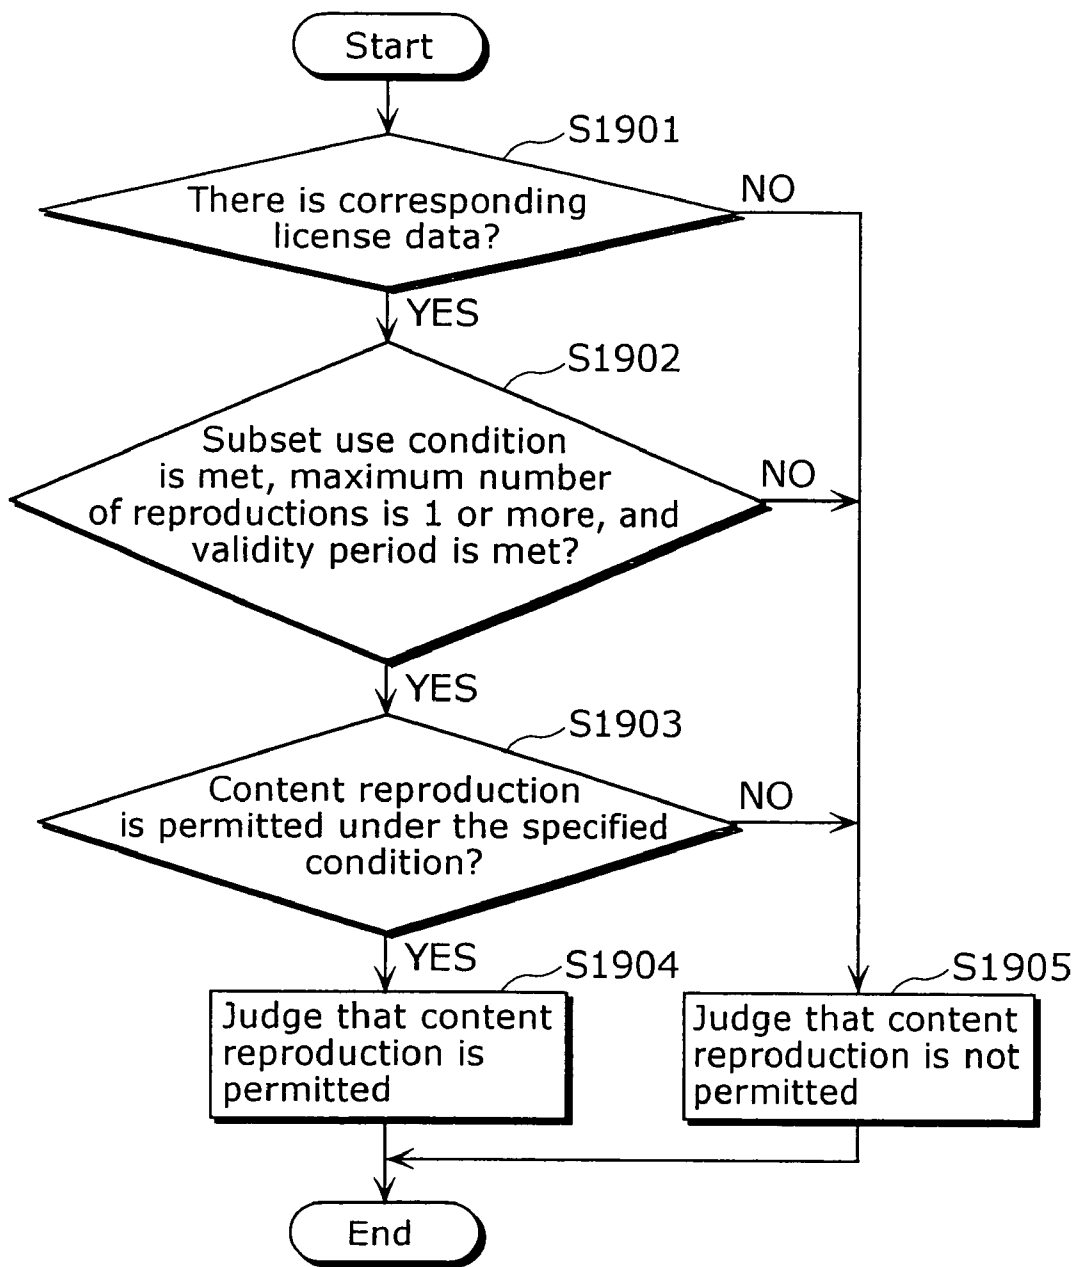 Start
S1901
There is corresponding
license data?
NO
YES
S1902
Subset use condition
is met, maximum number
of reproductions is 1 or more, and
validity period is met?
NO
YES
S1903
Content reproduction
is permitted under the specified
condition?
NO
YES
S1904
Judge that content
reproduction is
permitted
S1905
Judge that content
reproduction is not
permitted
End